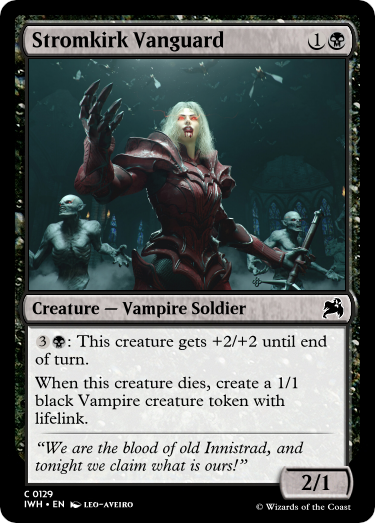 Stromkirk Vanguard 1
Creature — Vampire Soldier
3: This creature gets +2/+2 until end
of turn.
When this creature dies, create a 1/1
black Vampire creature token with
lifelink.
“We are the blood of old Innistrad, and
tonight we claim what is ours!”
2/1
C 0129
IWH • EN LEO-AVEIRO
© Wizards of the Coast